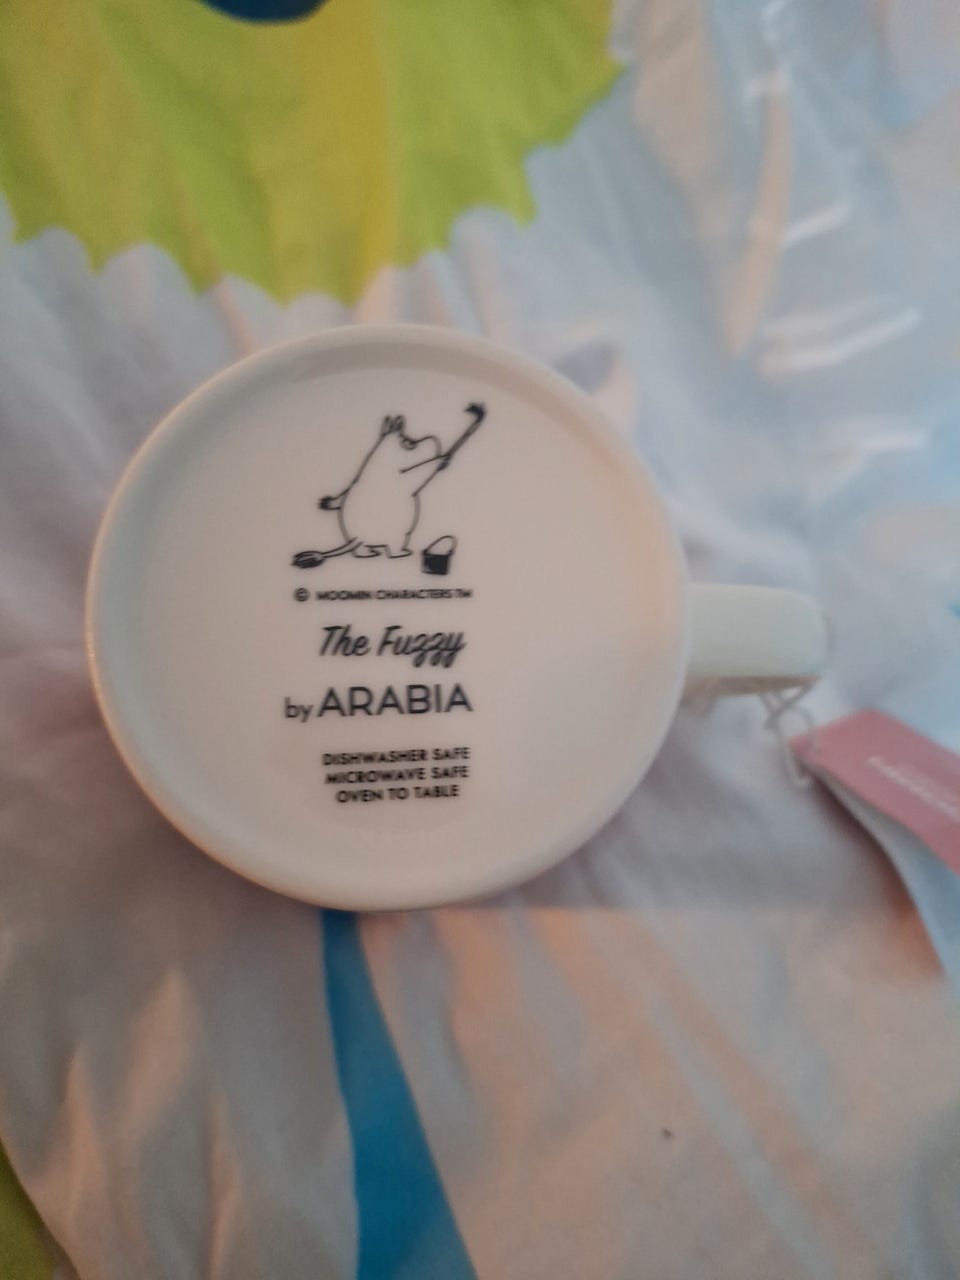 © MOOMIN CHARACTERS TM
The Fuzzy
by ARABIA
DISHWASHER SAFE
MICROWAVE SAFE
OVEN TO TABLE